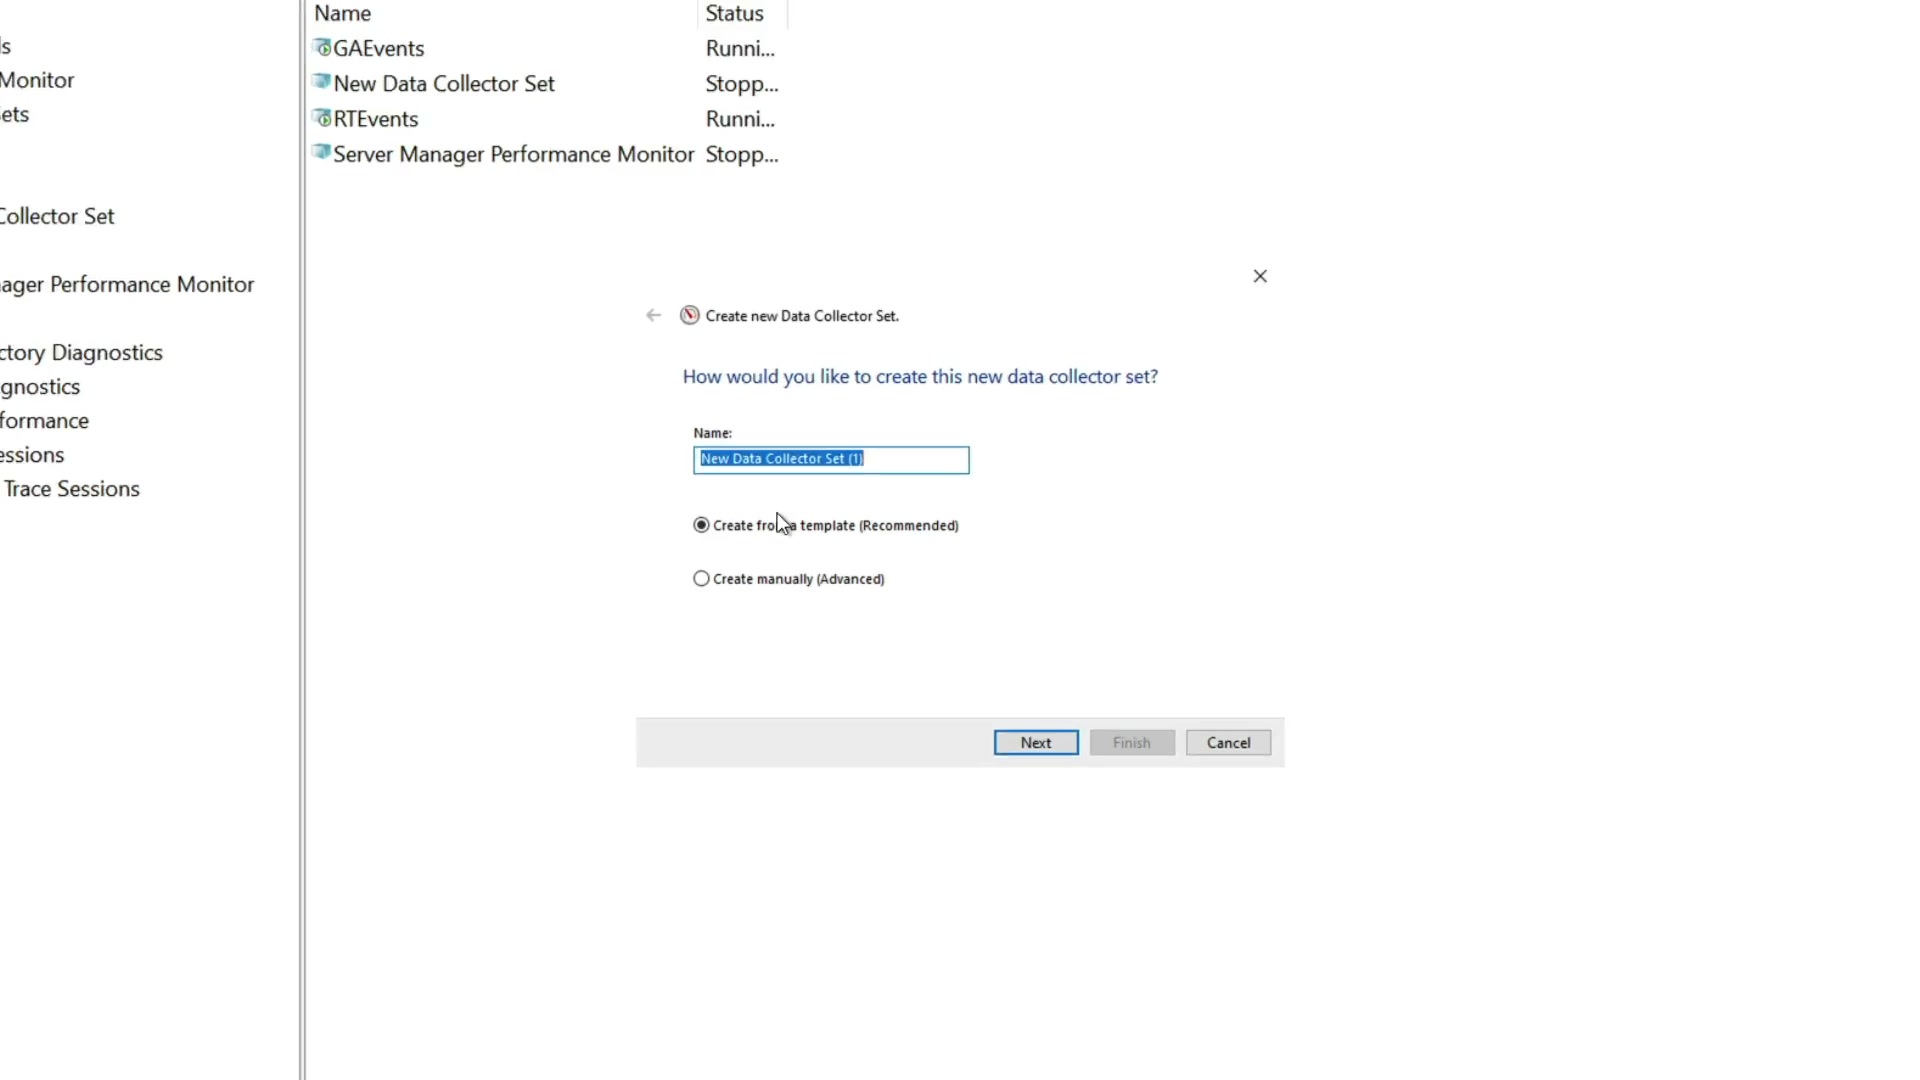 Name Status
GAEvents Runni...
New Data Collector Set Stopp...
RTEvents Runni...
Server Manager Performance Monitor Stopp...
ls
Monitor
ets
Collector Set
ager Performance Monitor
ctory Diagnostics
gnostics
formance
essions
Trace Sessions
Create new Data Collector Set.
How would you like to create this new data collector set?
Name:
New Data Collector Set (1)
Create from a template (Recommended)
Create manually (Advanced)
Next Finish Cancel